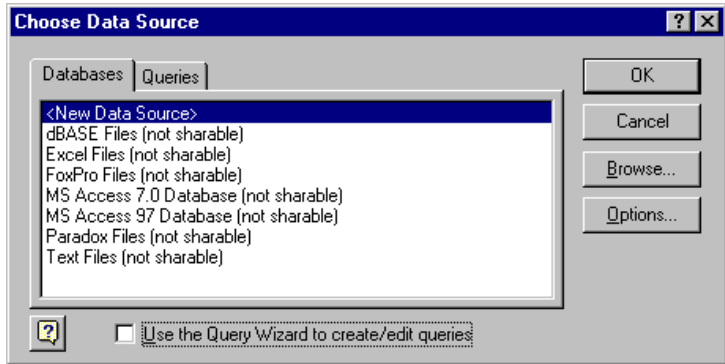 Choose Data Source
Databases
Queries
<New Data Source>
dBASE Files (not sharable)
Excel Files (not sharable)
FoxPro Files (not sharable)
MS Access 7.0 Database (not sharable)
MS Access 97 Database (not sharable)
Paradox Files (not sharable)
Text Files (not sharable)
OK
Cancel
Browse...
Options...
Use the Query Wizard to create/edit queries